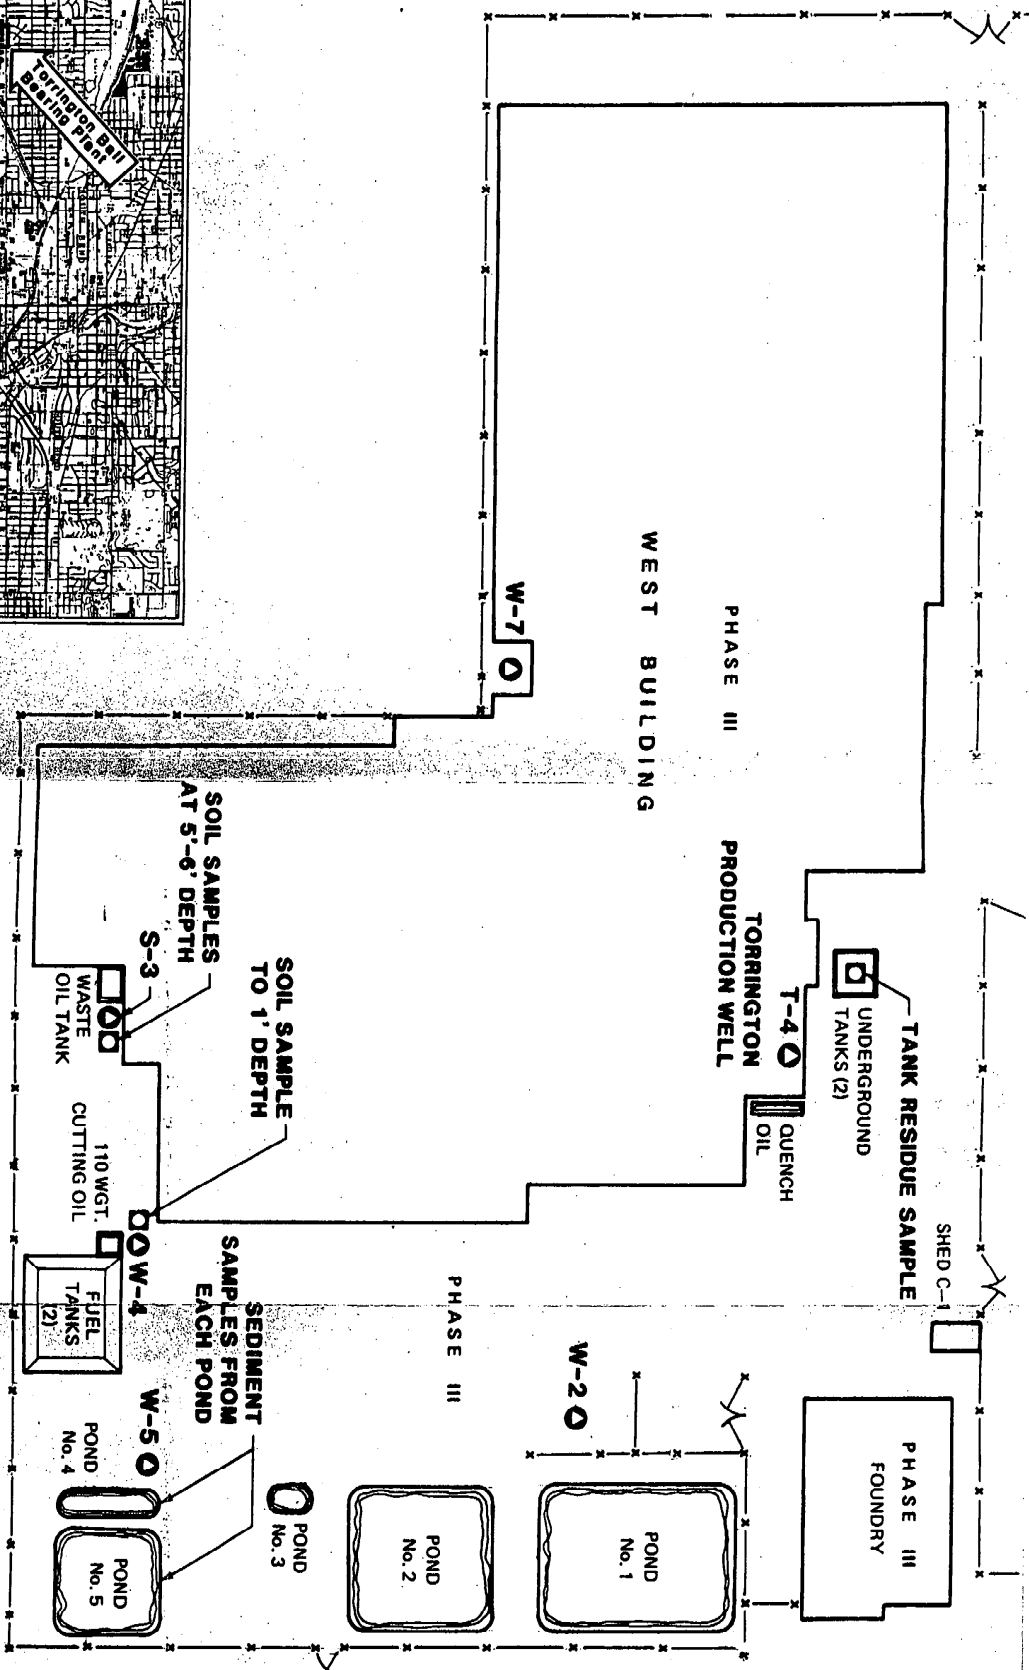 Torrington Ball
Bearing Plant
SHED C-1
PHASE III
FOUNDRY
TANK RESIDUE SAMPLE
UNDERGROUND
TANKS (2)
QUENCH
OIL
T-4
TORRINGTON
PRODUCTION WELL
PHASE III
WEST BUILDING
W-7
W-2
POND
No. 1
POND
No. 2
PHASE III
POND
No. 3
SOIL SAMPLE
TO 1' DEPTH
SOIL SAMPLES
AT 5'-6' DEPTH
S-3
WASTE
OIL TANK
110 WGT.
CUTTING OIL
W-4
FUEL
TANKS
(2)
SEDIMENT
SAMPLES FROM
EACH POND
W-5
POND
No. 4
POND
No. 5